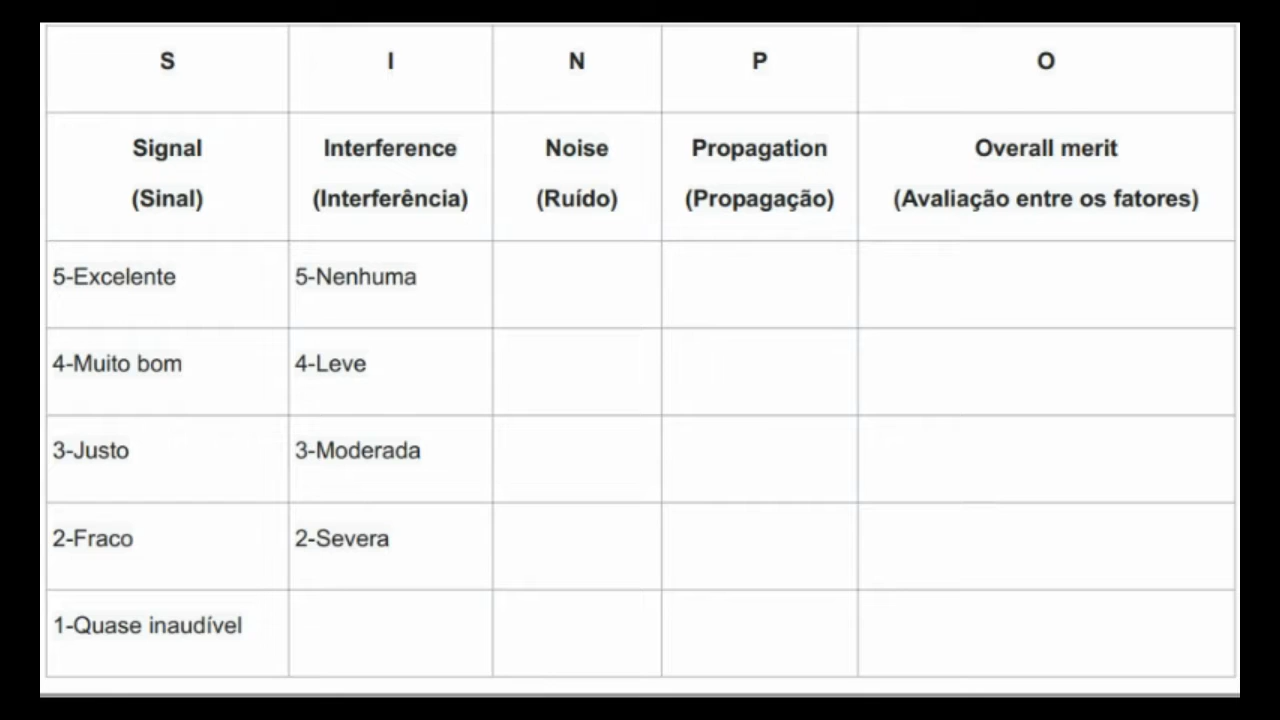 S I N P O
Signal Interference Noise Propagation Overall merit
(Sinal) (Interferência) (Ruído) (Propagação) (Avaliação entre os fatores)
5-Excelente 5-Nenhuma
4-Muito bom 4-Leve
3-Justo 3-Moderada
2-Fraco 2-Severa
1-Quase inaudível